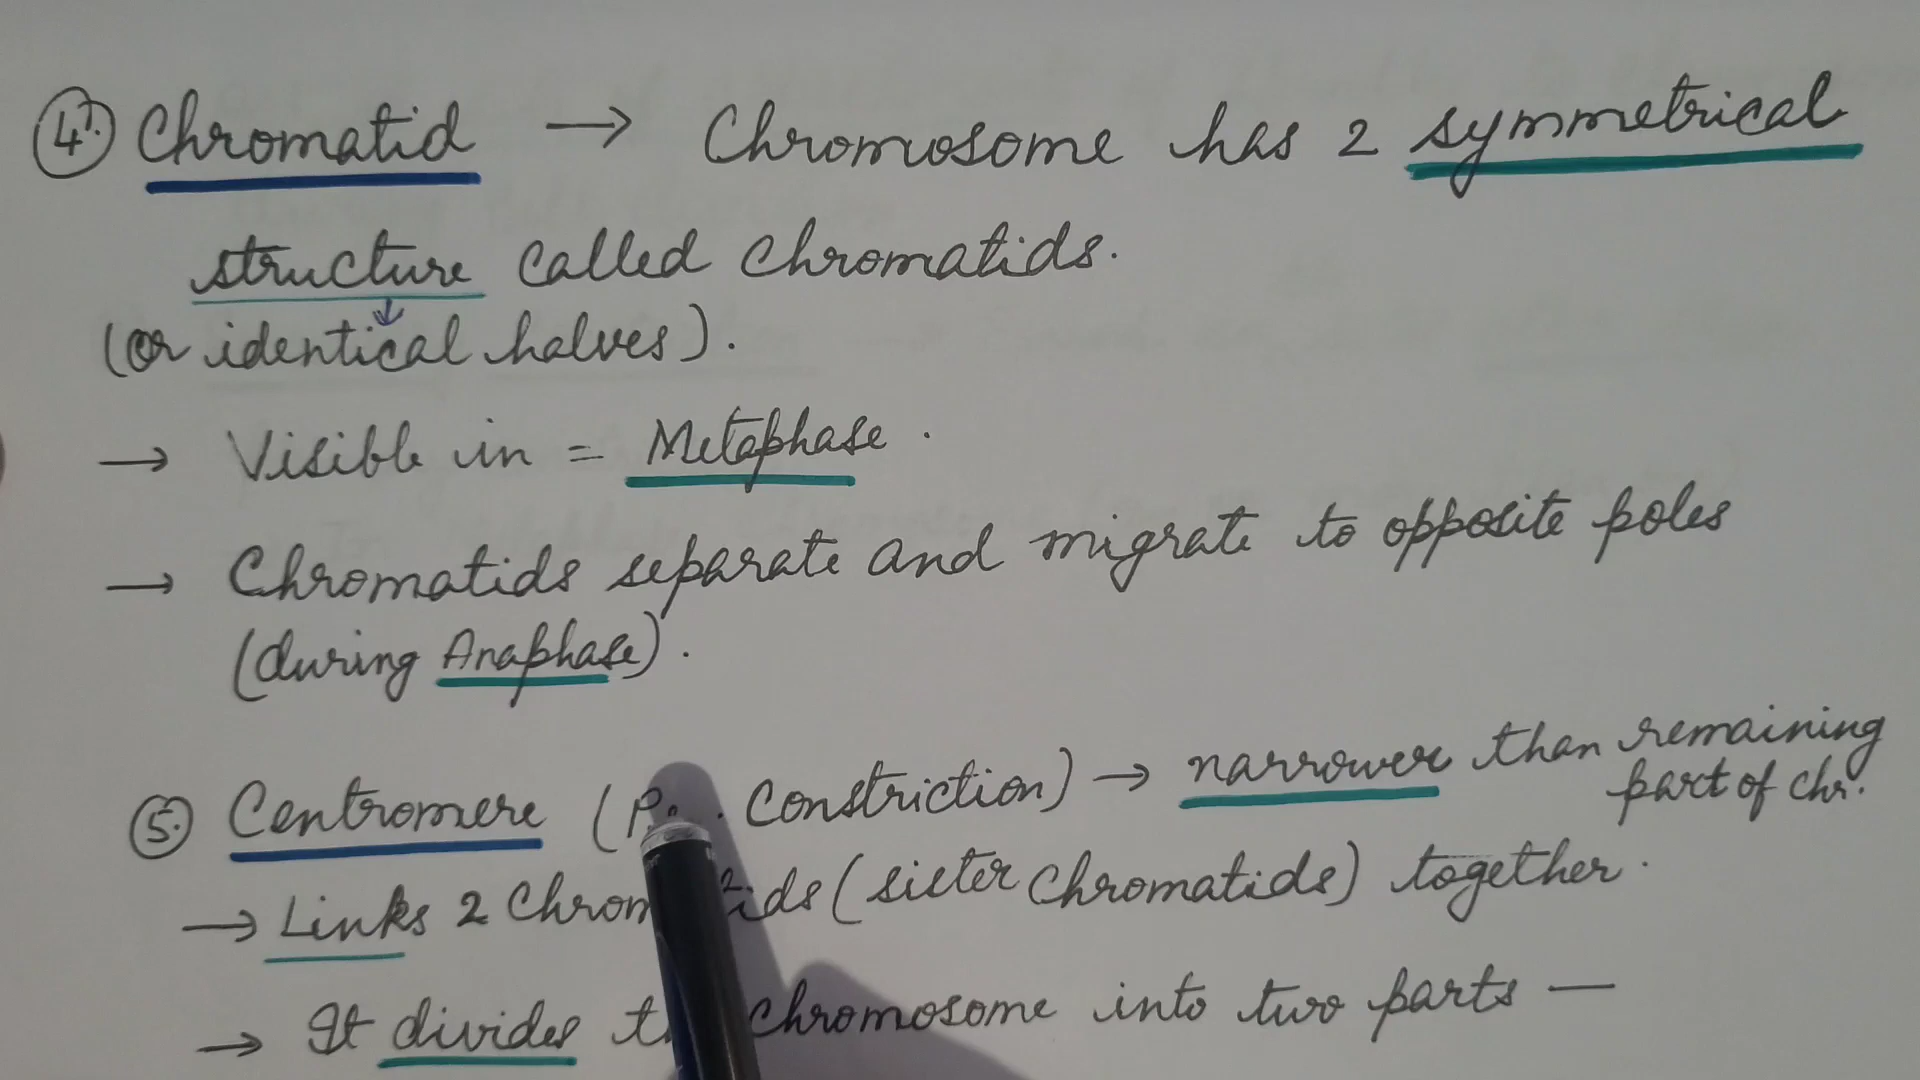 4. Chromatid → Chromosome has 2 symmetrical
structure called chromatids.
(or identical halves).
→ Visible in = Metaphase.
→ Chromatids separate and migrate to opposite poles
(during Anaphase).
5. Centromere ( Constriction) → narrower than remaining
part of chr.
→ Links 2 (sister chromatids) together.
→ It divides chromosome into two parts —